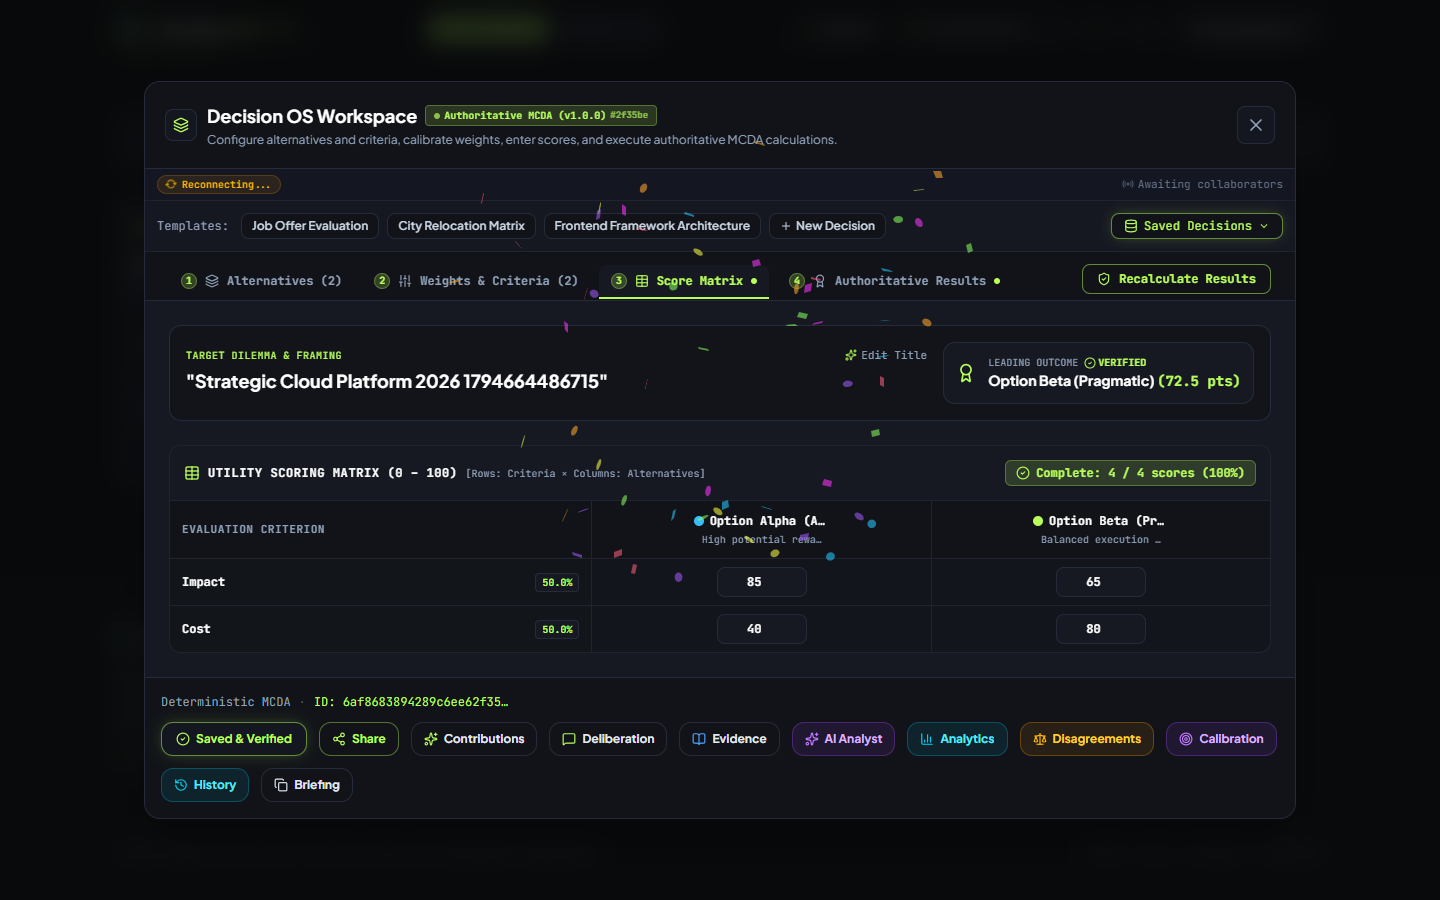 Decision OS Workspace
Authoritative MCDA (v1.0.0) #2f35be
Configure alternatives and criteria, calibrate weights, enter scores, and execute authoritative MCDA calculations.
Reconnecting...
Awaiting collaborators
Templates:
Job Offer Evaluation
City Relocation Matrix
Frontend Framework Architecture
+ New Decision
Saved Decisions
1 Alternatives (2)
2 Weights & Criteria (2)
3 Score Matrix
4 Authoritative Results
Recalculate Results
TARGET DILEMMA & FRAMING
"Strategic Cloud Platform 2026 1794664486715"
Edit Title
LEADING OUTCOME VERIFIED
Option Beta (Pragmatic) (72.5 pts)
UTILITY SCORING MATRIX (0 – 100) [Rows: Criteria × Columns: Alternatives]
Complete: 4 / 4 scores (100%)
EVALUATION CRITERION
Option Alpha (A…
High potential rewa…
Option Beta (Pr…
Balanced execution …
Impact 50.0% 85 65
Cost 50.0% 40 80
Deterministic MCDA · ID: 6af8683894289c6ee62f35…
Saved & Verified
Share
Contributions
Deliberation
Evidence
AI Analyst
Analytics
Disagreements
Calibration
History
Briefing